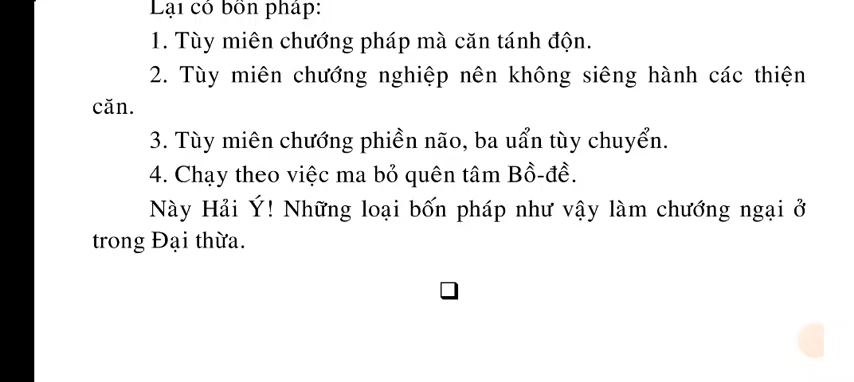 Lại có bốn pháp:
1. Tùy miên chướng pháp mà căn tánh độn.
2. Tùy miên chướng nghiệp nên không siêng hành các thiện
căn.
3. Tùy miên chướng phiền não, ba uẩn tùy chuyển.
4. Chạy theo việc ma bỏ quên tâm Bồ-đề.
Này Hải Ý! Những loại bốn pháp như vậy làm chướng ngại ở
trong Đại thừa.